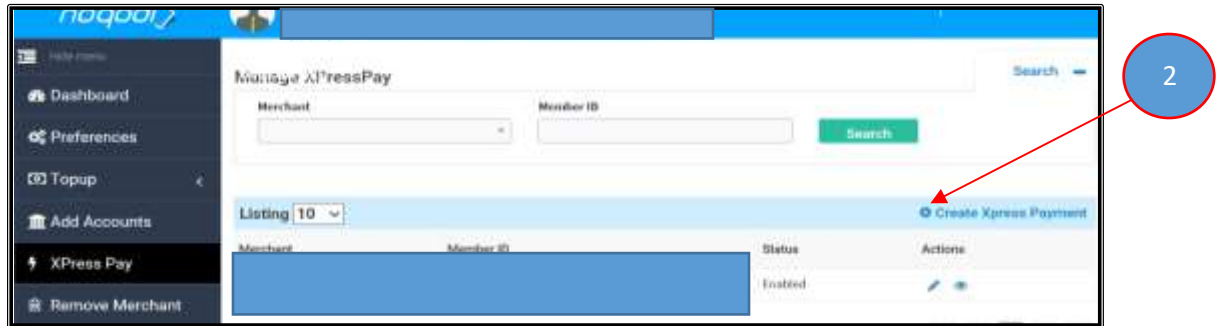 noqoody
Hide menu
Manage XPressPay
Search
2
Dashboard
Merchant
Member ID
Preferences
Search
Topup
Listing 10
Create Xpress Payment
Add Accounts
Merchant
Member ID
Status
Actions
XPress Pay
Enabled
Remove Merchant